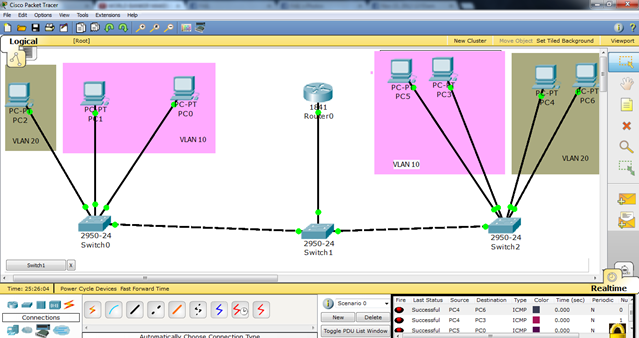 Cisco Packet Tracer
File Edit Options View Tools Extensions Help
Logical [Root] New Cluster Move Object Set Tiled Background Viewport
PC-PT
PC2
PC-PT
PC1
PC-PT
PC0
VLAN 20
VLAN 10
1841
Router0
PC-PT
PC5
PC-PT
PC3
PC-PT
PC4
PC-PT
PC6
VLAN 10
VLAN 20
2950-24
Switch0
2950-24
Switch1
2950-24
Switch2
Switch1 X
Time: 25:26:04 Power Cycle Devices Fast Forward Time Realtime
Connections
Automatically Choose Connection Type
Scenario 0
New Delete
Toggle PDU List Window
Fire Last Status Source Destination Type Color Time (sec) Periodic Nu
Successful PC4 PC6 ICMP 0.000 N 0
Successful PC4 PC3 ICMP 0.000 N 1
Successful PC5 PC0 ICMP 0.000 N